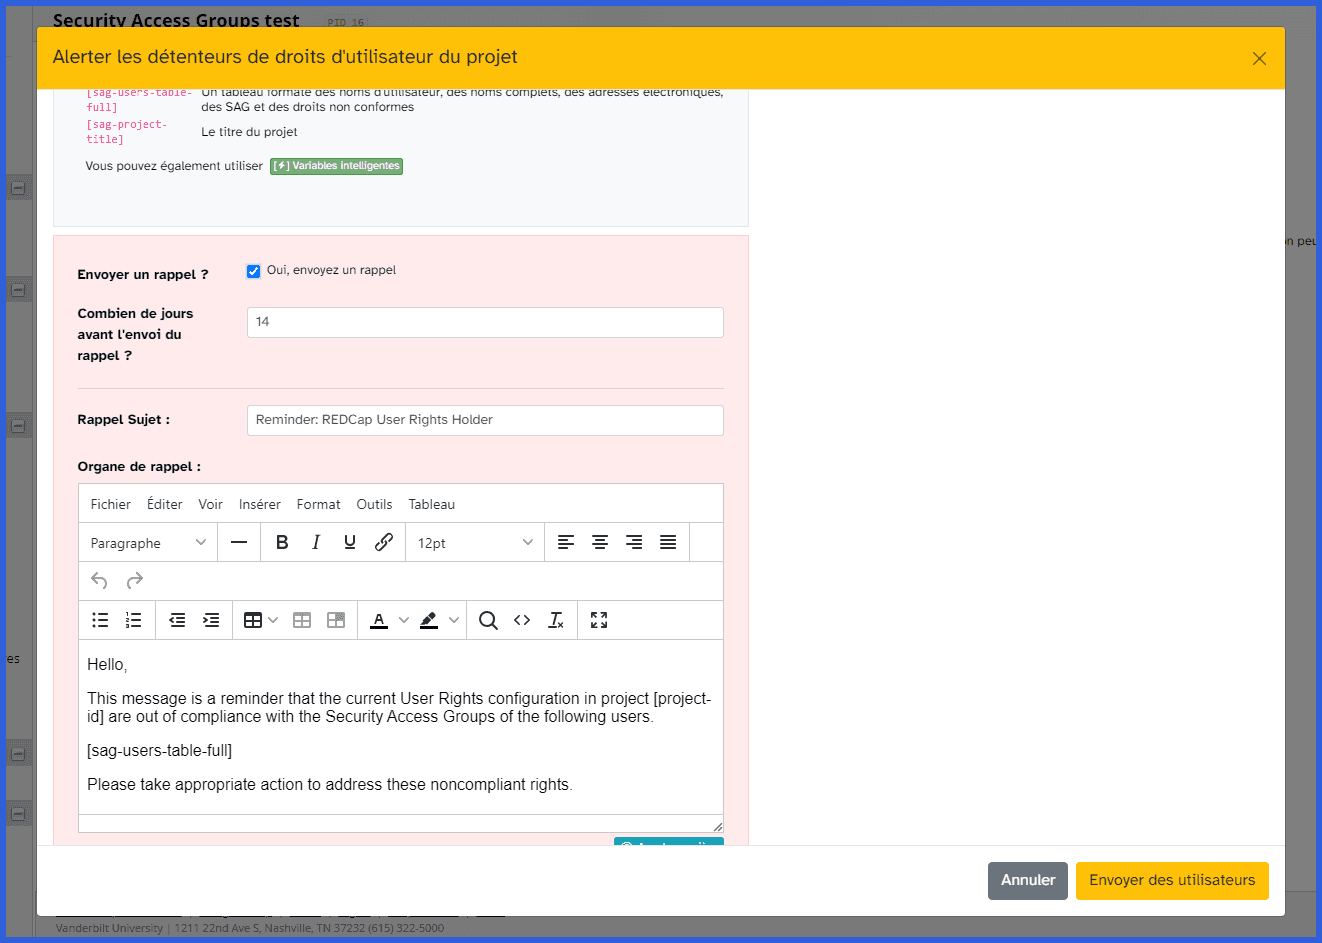 Security Access Groups test PID 16
Alerter les détenteurs de droits d'utilisateur du projet
[sag-users-table-full] Un tableau formaté des noms d'utilisateur, des noms complets, des adresses électroniques,
des SAG et des droits non conformes
[sag-project-title] Le titre du projet
Vous pouvez également utiliser [⚡] Variables intelligentes
Envoyer un rappel ? Oui, envoyez un rappel
Combien de jours
avant l'envoi du
rappel ?
14
Rappel Sujet : Reminder: REDCap User Rights Holder
Organe de rappel :
Fichier Éditer Voir Insérer Format Outils Tableau
Paragraphe B I U 12pt
Hello,
This message is a reminder that the current User Rights configuration in project [project-
id] are out of compliance with the Security Access Groups of the following users.
[sag-users-table-full]
Please take appropriate action to address these noncompliant rights.
Annuler Envoyer des utilisateurs
Vanderbilt University | 1211 22nd Ave S, Nashville, TN 37232 (615) 322-5000